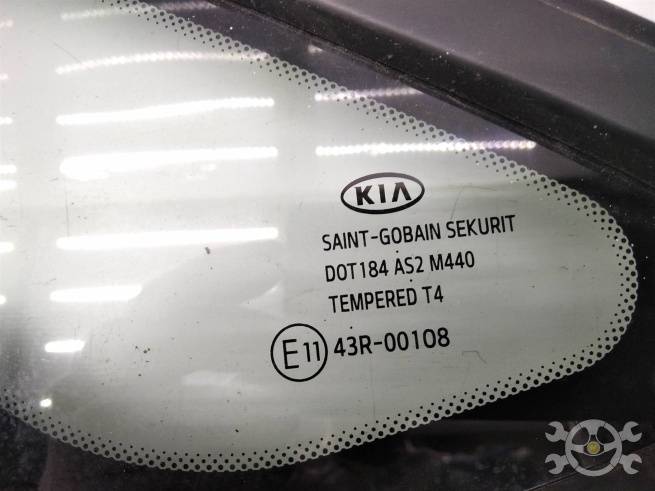 KIA
SAINT-GOBAIN SEKURIT
DOT184 AS2 M440
TEMPERED T4
E11 43R-00108